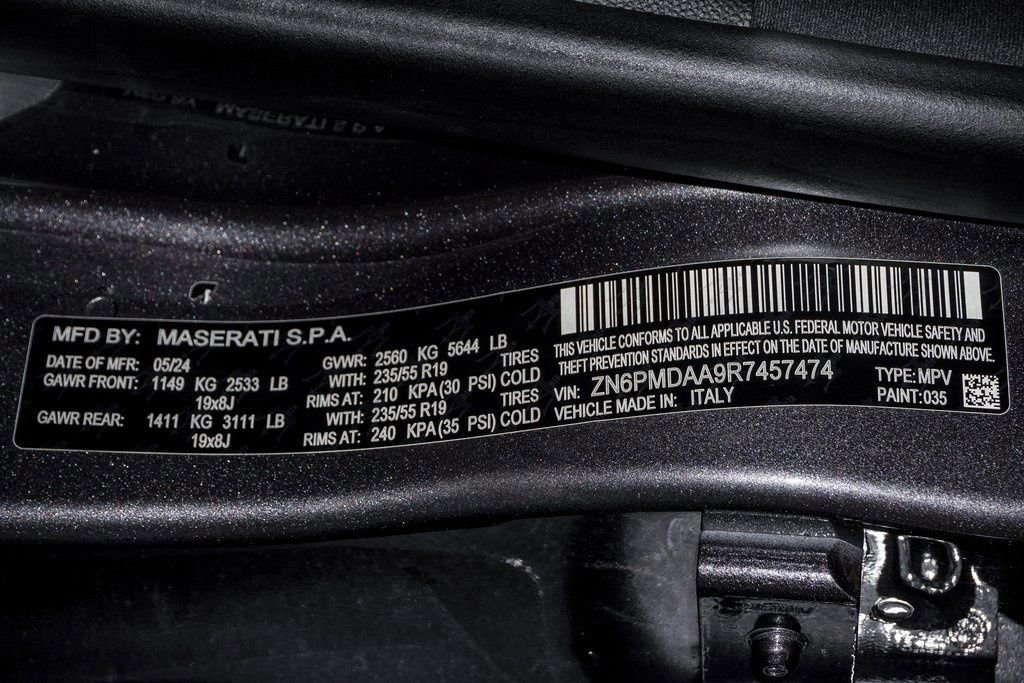 MFD BY: MASERATI S.P.A.
DATE OF MFR: 05/24 GVWR: 2560 KG 5644 LB
GAWR FRONT: 1149 KG 2533 LB WITH: 235/55 R19 TIRES
19x8J RIMS AT: 210 KPA(30 PSI) COLD
GAWR REAR: 1411 KG 3111 LB WITH: 235/55 R19 TIRES
19x8J RIMS AT: 240 KPA(35 PSI) COLD
THIS VEHICLE CONFORMS TO ALL APPLICABLE U.S. FEDERAL MOTOR VEHICLE SAFETY AND
THEFT PREVENTION STANDARDS IN EFFECT ON THE DATE OF MANUFACTURE SHOWN ABOVE.
VIN: ZN6PMDAA9R7457474 TYPE: MPV
VEHICLE MADE IN: ITALY PAINT: 035